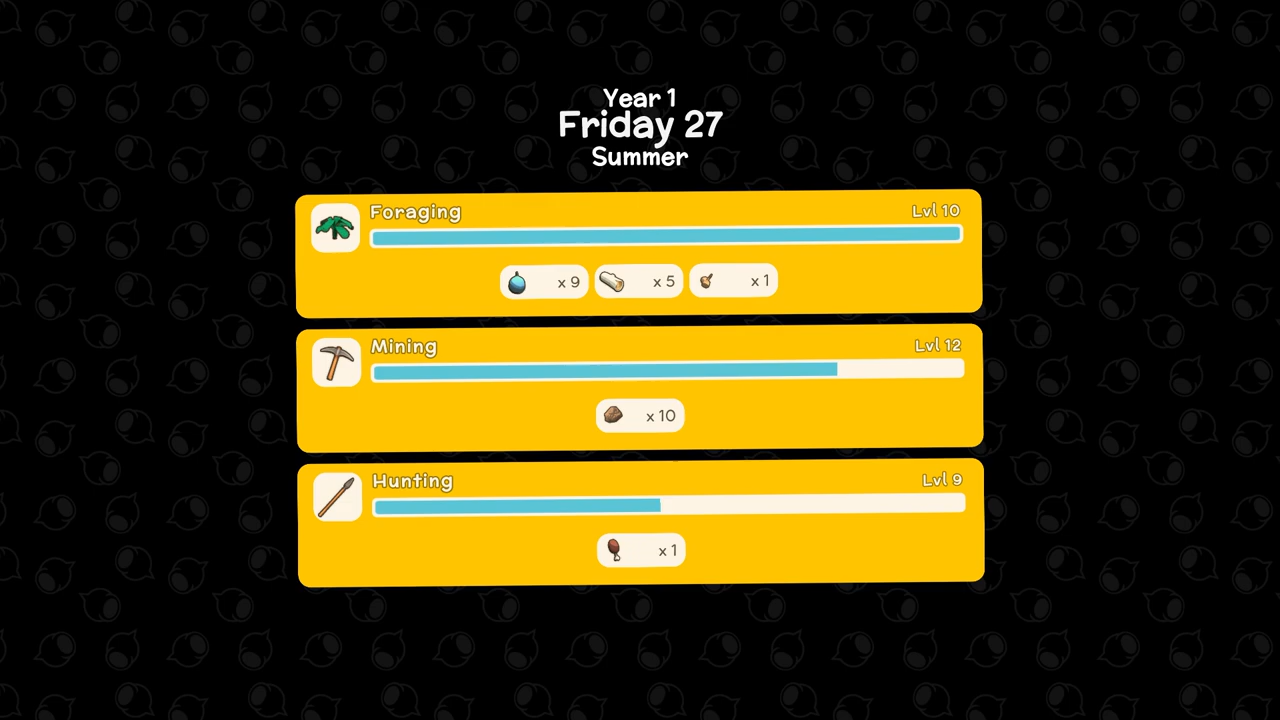 Year 1
Friday 27
Summer
Foraging Lvl 10
x 9 x 5 x 1
Mining Lvl 12
x 10
Hunting Lvl 9
x 1